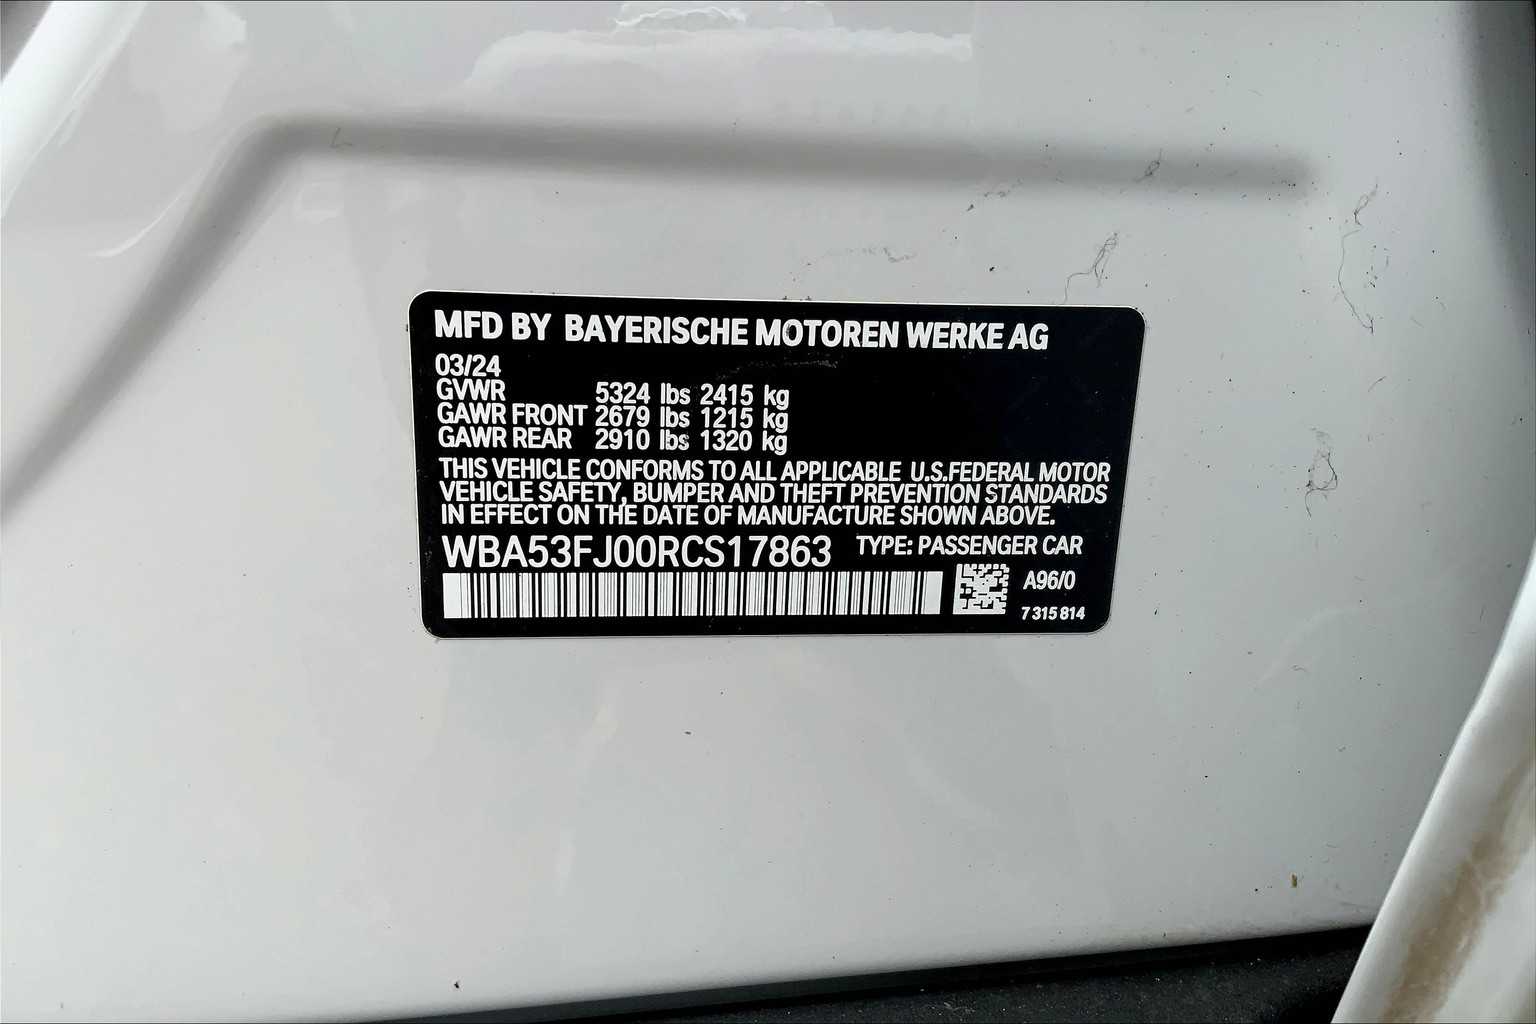 MFD BY BAYERISCHE MOTOREN WERKE AG
03/24
GVWR 5324 lbs 2415 kg
GAWR FRONT 2679 lbs 1215 kg
GAWR REAR 2910 lbs 1320 kg
THIS VEHICLE CONFORMS TO ALL APPLICABLE U.S.FEDERAL MOTOR
VEHICLE SAFETY, BUMPER AND THEFT PREVENTION STANDARDS
IN EFFECT ON THE DATE OF MANUFACTURE SHOWN ABOVE.
WBA53FJ00RCS17863 TYPE: PASSENGER CAR
A96/0
7 315 814